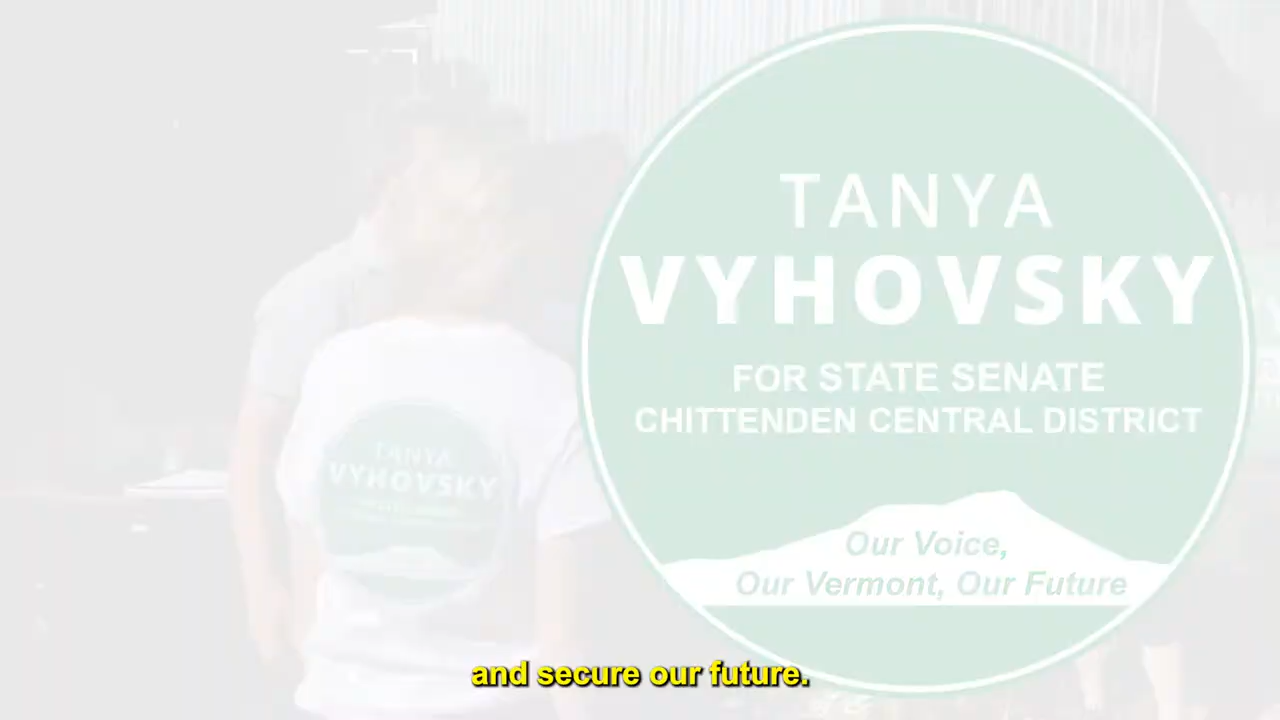 TANYA
VYHOVSKY
FOR STATE SENATE
CHITTENDEN CENTRAL DISTRICT
Our Voice,
Our Vermont, Our Future
TANYA
VYHOVSKY
and secure our future.